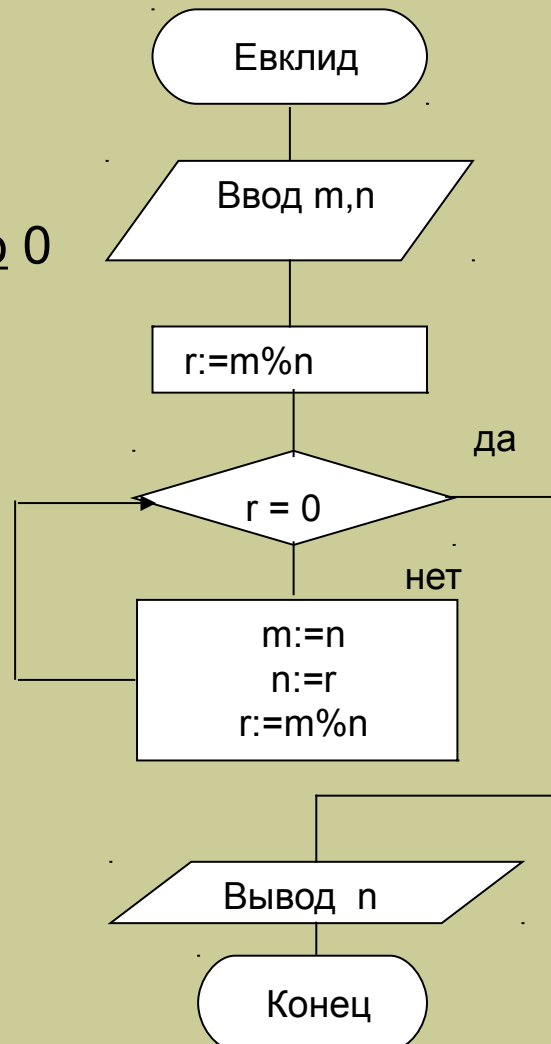 Евклид
Ввод m,n
0
r:=m%n
да
r = 0
нет
m:=n
n:=r
r:=m%n
Вывод n
Конец